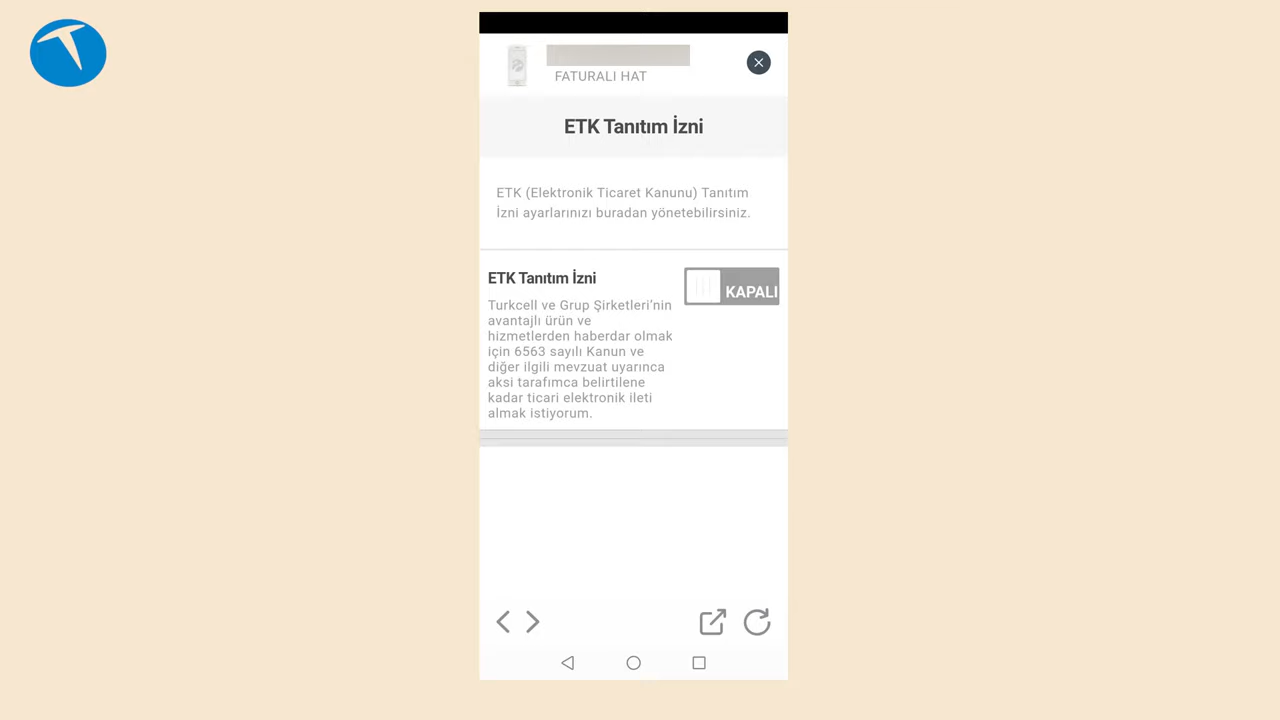 FATURALI HAT
ETK Tanıtım İzni
ETK (Elektronik Ticaret Kanunu) Tanıtım
İzni ayarlarınızı buradan yönetebilirsiniz.
ETK Tanıtım İzni
KAPALI
Turkcell ve Grup Şirketleri'nin
avantajlı ürün ve
hizmetlerden haberdar olmak
için 6563 sayılı Kanun ve
diğer ilgili mevzuat uyarınca
aksi tarafımca belirtilene
kadar ticari elektronik ileti
almak istiyorum.